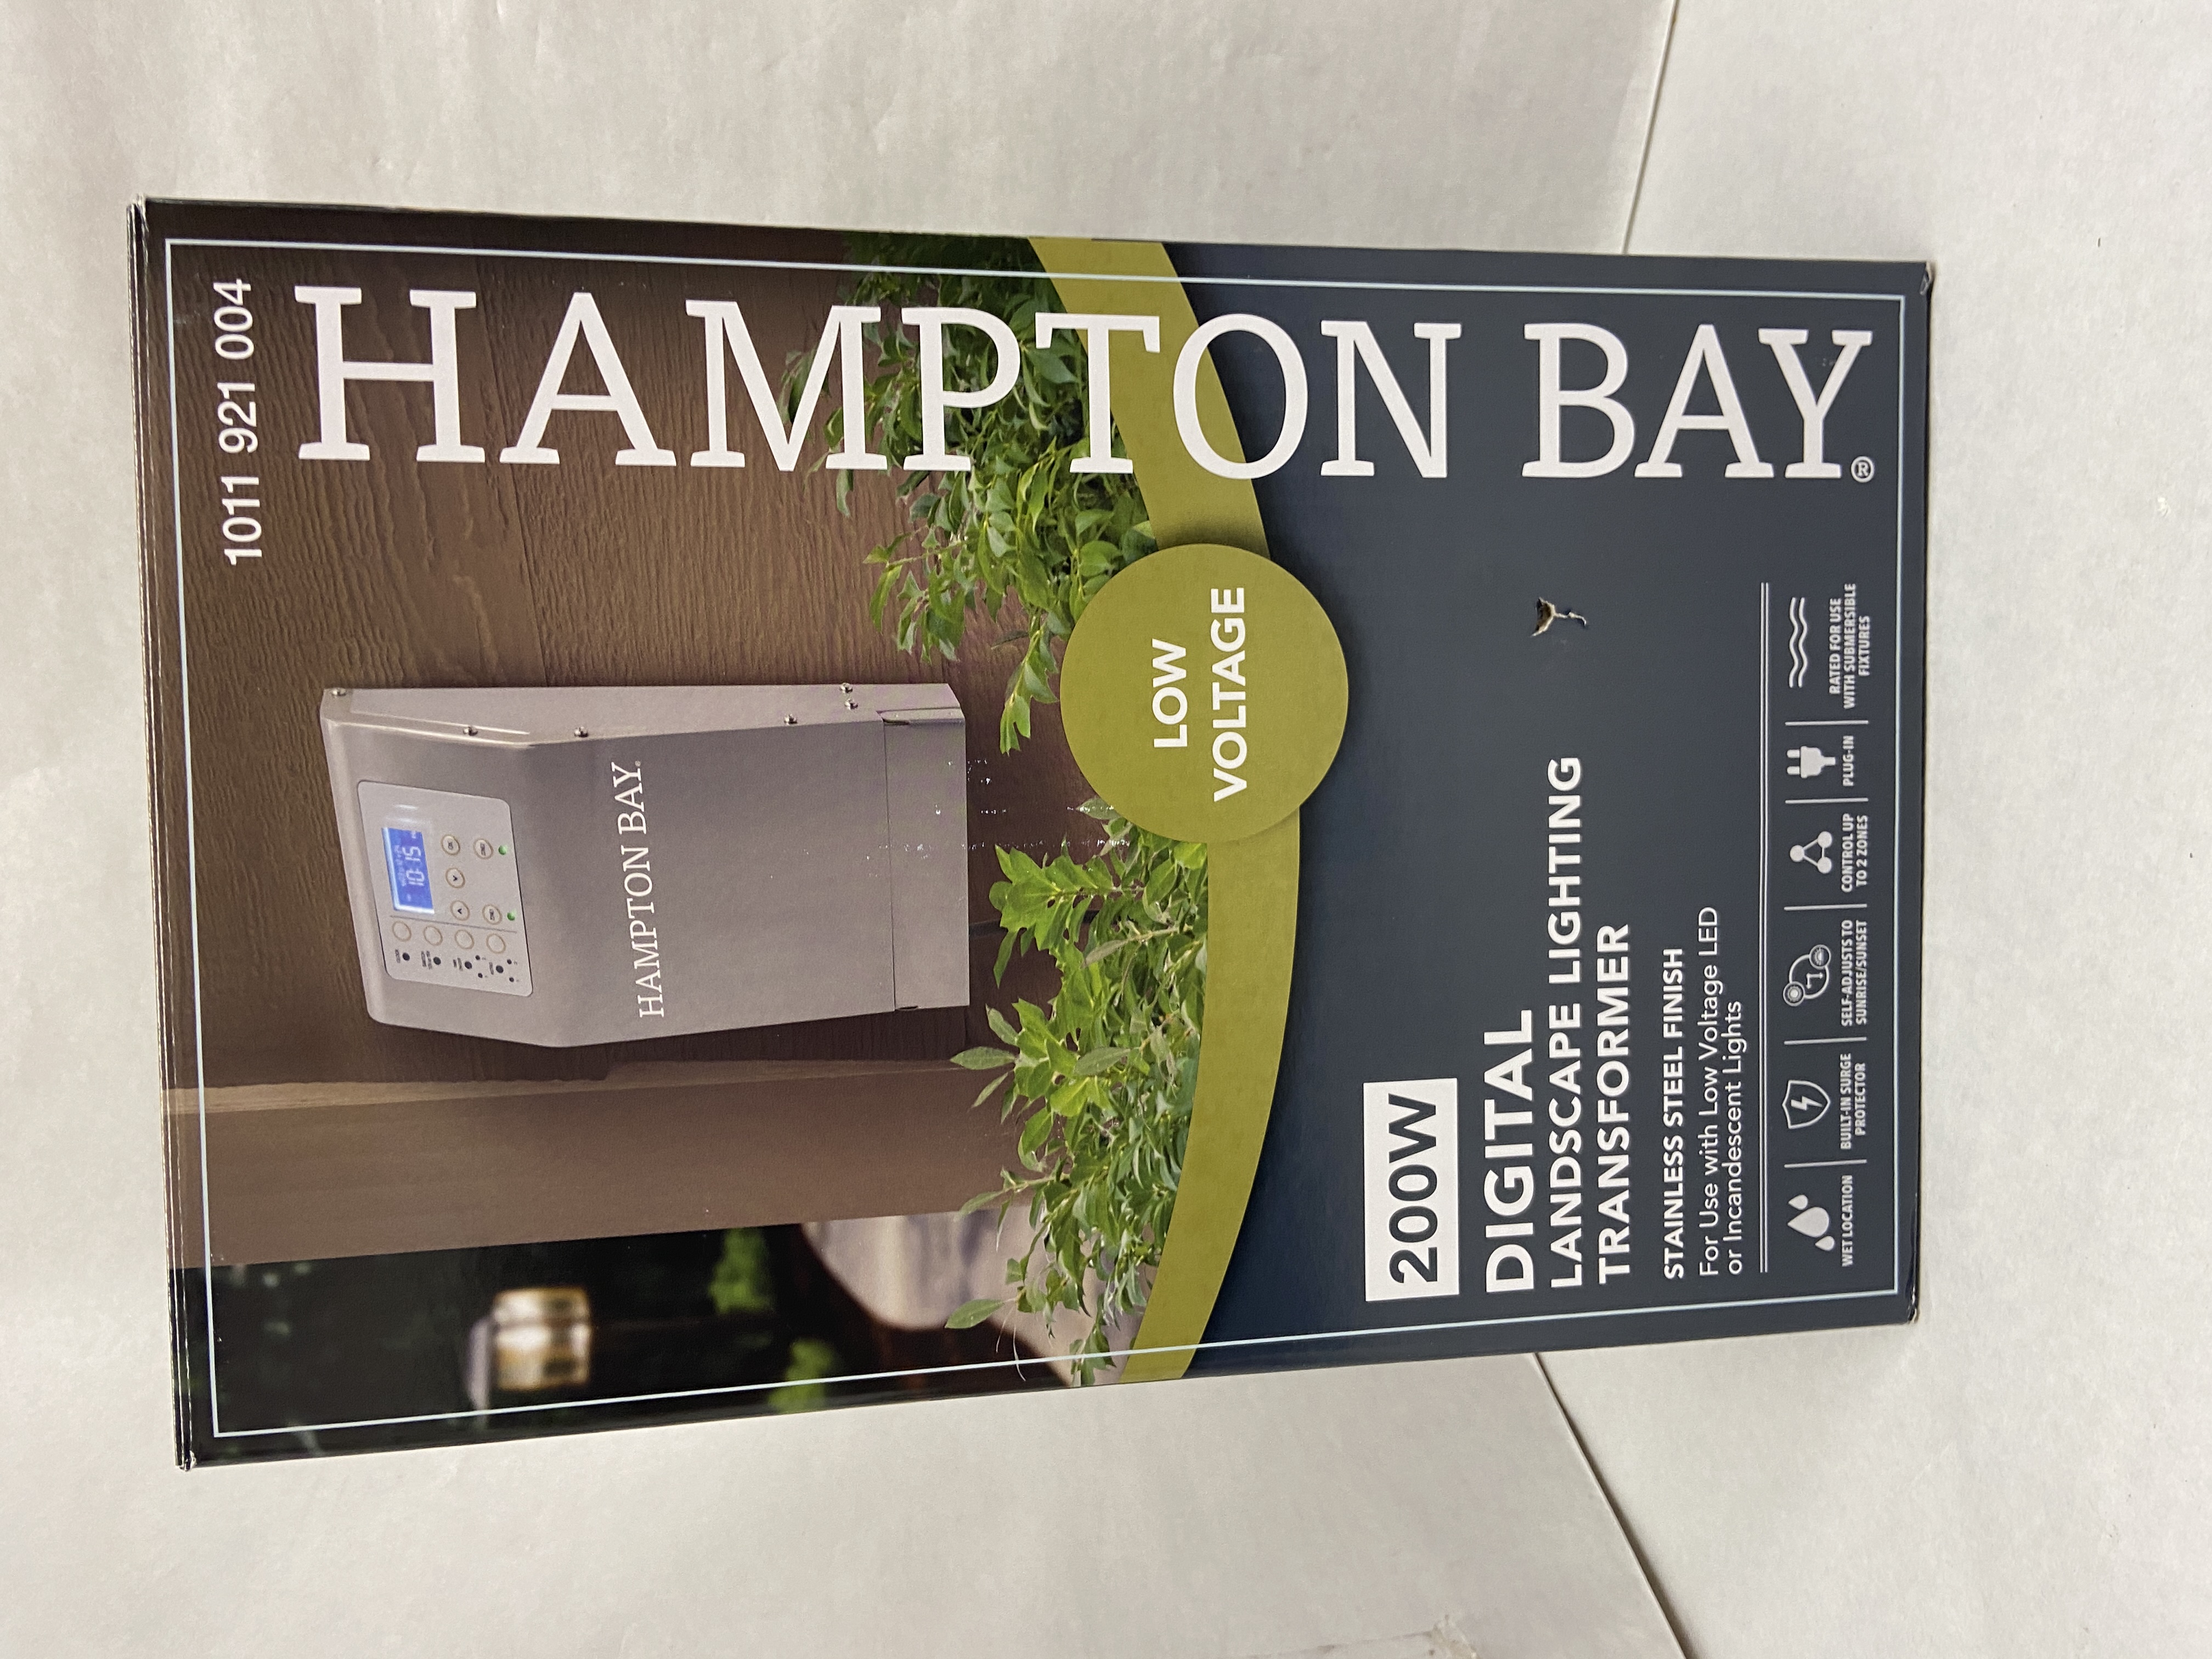 1011 921 004
HAMPTON BAY®
10:15
HAMPTON BAY®
LOW
VOLTAGE
200W
DIGITAL
LANDSCAPE LIGHTING
TRANSFORMER
STAINLESS STEEL FINISH
For Use with Low Voltage LED
or Incandescent Lights
WET LOCATION
BUILT-IN SURGE
PROTECTOR
SELF-ADJUSTS TO
SUNRISE/SUNSET
CONTROL UP
TO 2 ZONES
PLUG-IN
RATED FOR USE
WITH SUBMERSIBLE
FIXTURES